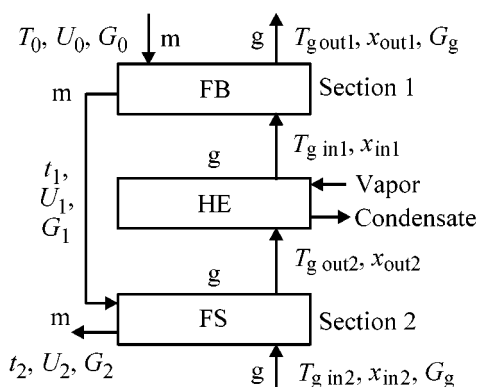 T0, U0, G0 m
g Tg out1, xout1, Gg
FB Section 1
m
Tg in1, xin1
g
t1,
U1,
G1
HE
Vapor
Condensate
Tg out2, xout2
g
m
FS Section 2
t2, U2, G2
g Tg in2, xin2, Gg